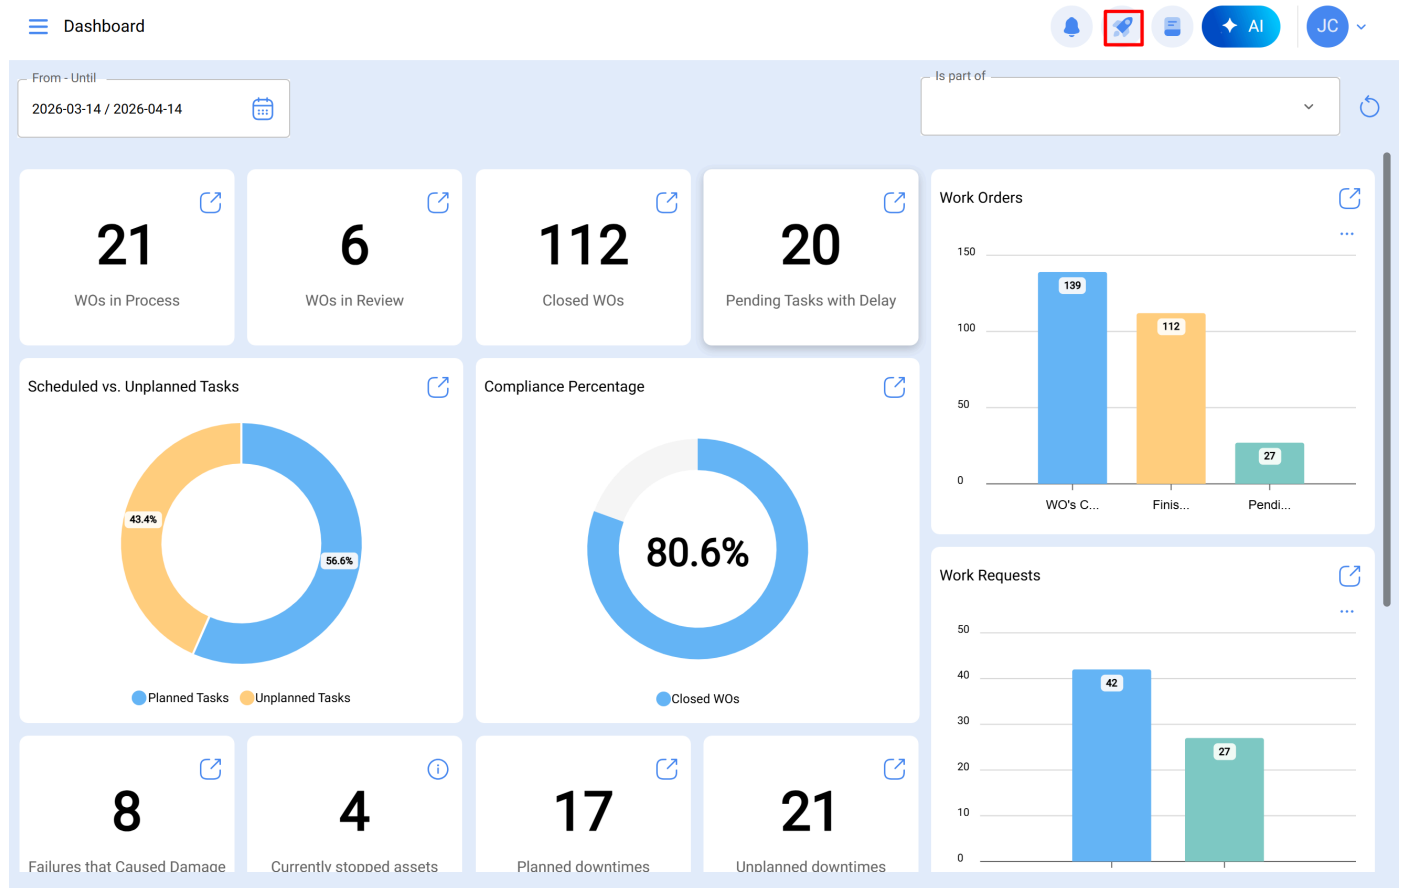 Dashboard
AI
JC
From - Until
2026-03-14 / 2026-04-14
Is part of
21
WOs in Process
6
WOs in Review
112
Closed WOs
20
Pending Tasks with Delay
Work Orders
150
100
50
0
139
112
27
WO's C...
Finis...
Pendi...
Scheduled vs. Unplanned Tasks
43.4%
56.6%
Planned Tasks
Unplanned Tasks
Compliance Percentage
80.6%
Closed WOs
Work Requests
50
40
30
20
10
0
42
27
8
Failures that Caused Damage
4
Currently stopped assets
17
Planned downtimes
21
Unplanned downtimes